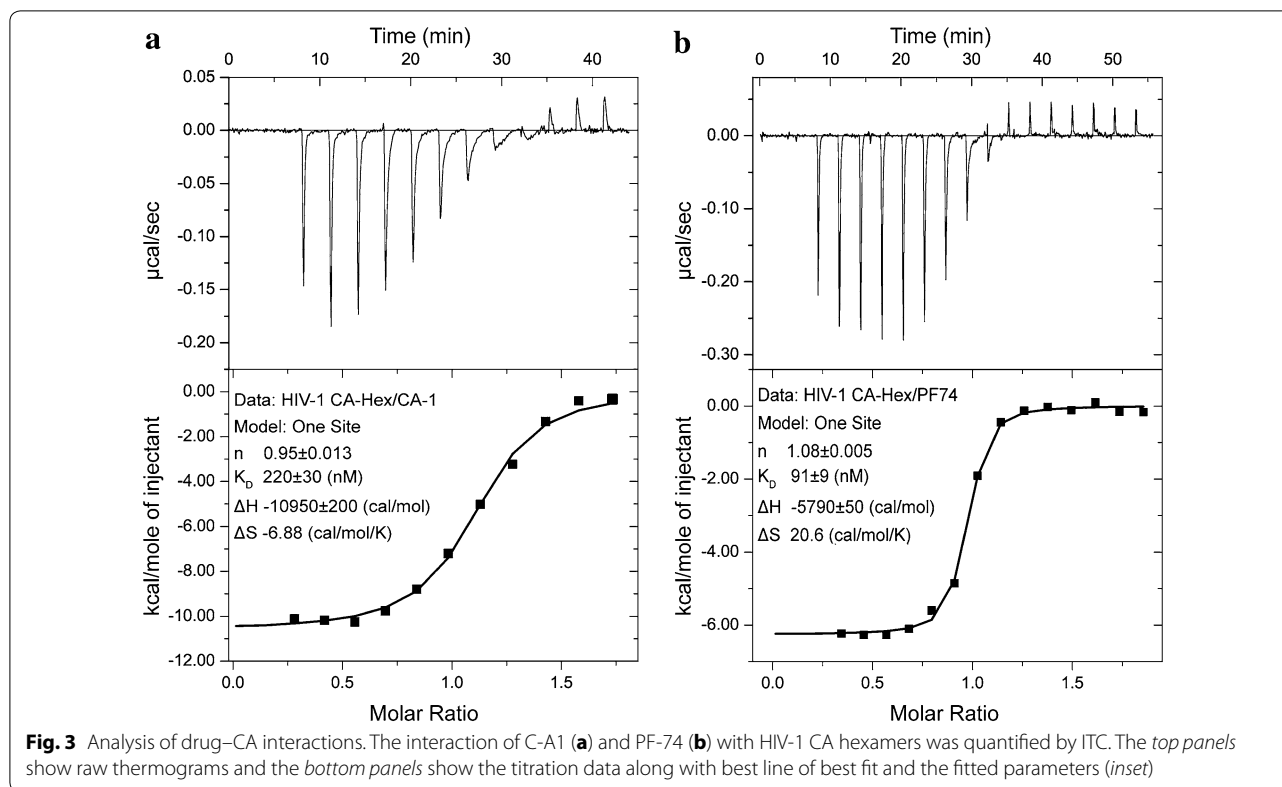 a
Time (min)
0 10 20 30 40
0.05
0.00
-0.05
-0.10
-0.15
-0.20
µcal/sec
0.00
-2.00
-4.00
-6.00
-8.00
-10.00
-12.00
kcal/mole of injectant
Data: HIV-1 CA-Hex/CA-1
Model: One Site
n 0.95±0.013
K_D 220±30 (nM)
ΔH -10950±200 (cal/mol)
ΔS -6.88 (cal/mol/K)
0.0 0.5 1.0 1.5
Molar Ratio
b
Time (min)
0 10 20 30 40 50
0.00
-0.10
-0.20
-0.30
µcal/sec
0.00
-2.00
-4.00
-6.00
kcal/mole of injectant
Data: HIV-1 CA-Hex/PF74
Model: One Site
n 1.08±0.005
K_D 91±9 (nM)
ΔH -5790±50 (cal/mol)
ΔS 20.6 (cal/mol/K)
0.0 0.5 1.0 1.5
Molar Ratio
Fig. 3 Analysis of drug–CA interactions. The interaction of C-A1 (a) and PF-74 (b) with HIV-1 CA hexamers was quantified by ITC. The top panels
show raw thermograms and the bottom panels show the titration data along with best line of best fit and the fitted parameters (inset)